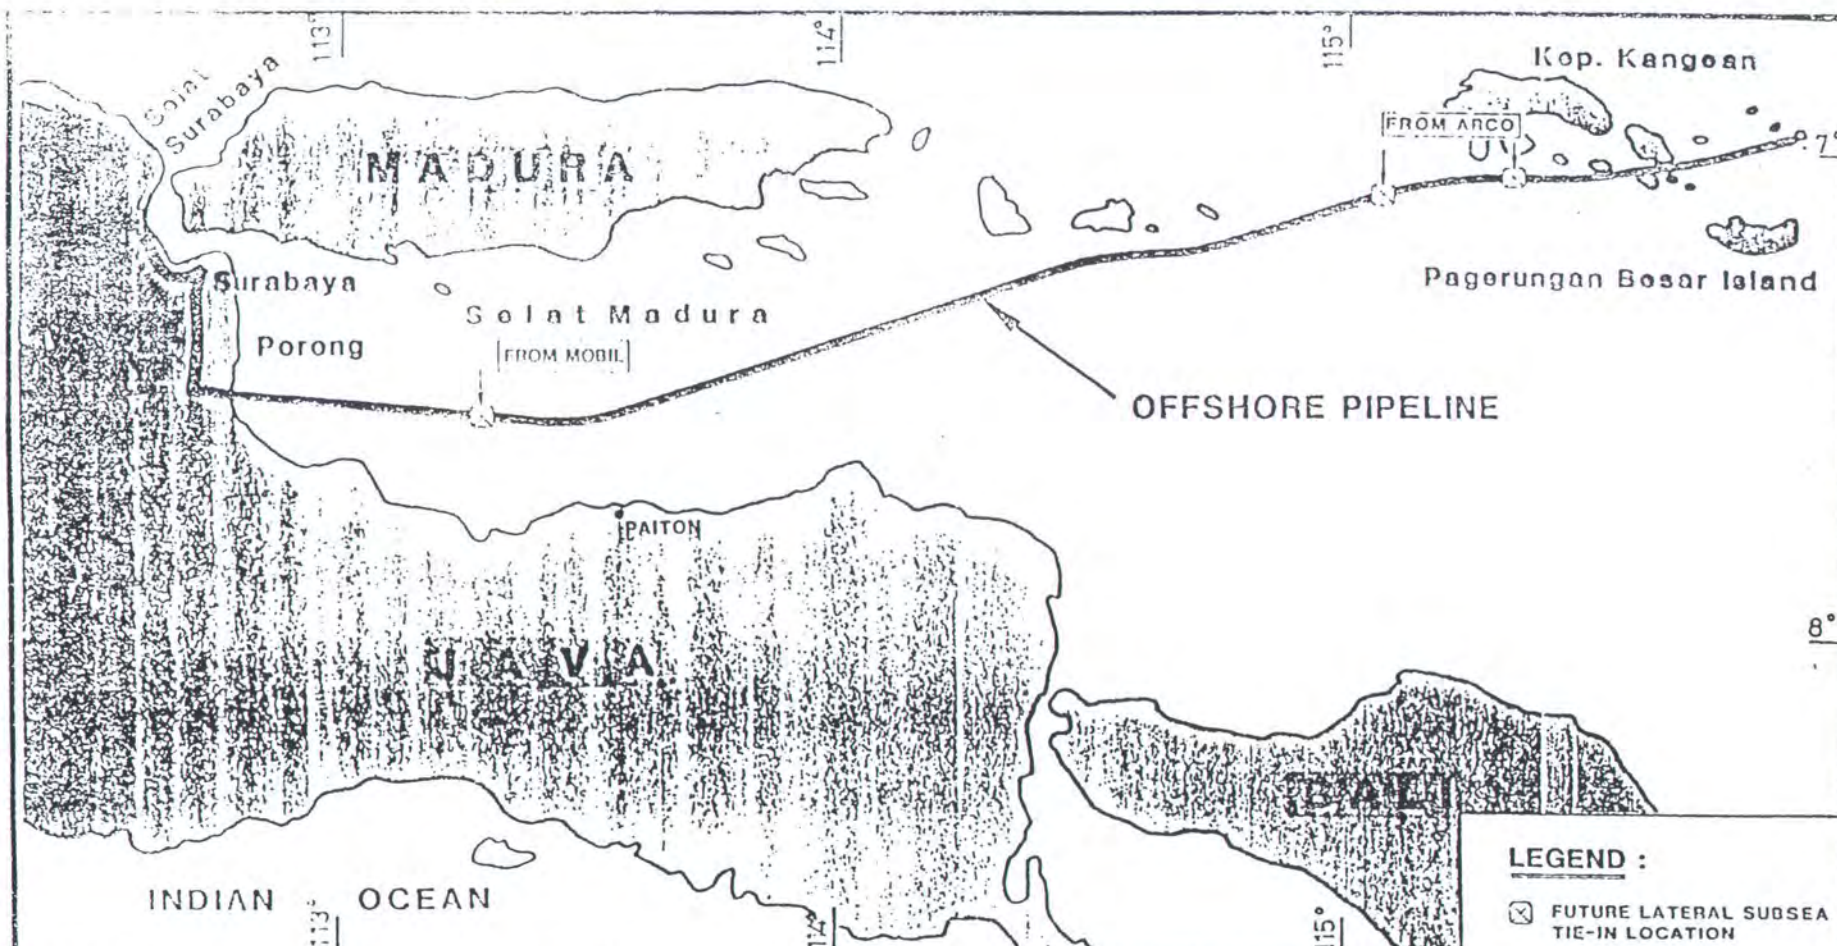 113°
114°
115°
Kop. Kangean
Selat
Surabaya
FROM ARCO
7°
MADURA
Surabaya
Pagerungan Besar Island
Selat Madura
Porong
FROM MOBIL
OFFSHORE PIPELINE
PAITON
8°
JAVA
BALI
LEGEND :
INDIAN OCEAN
FUTURE LATERAL SUBSEA
TIE-IN LOCATION
113°
114°
115°